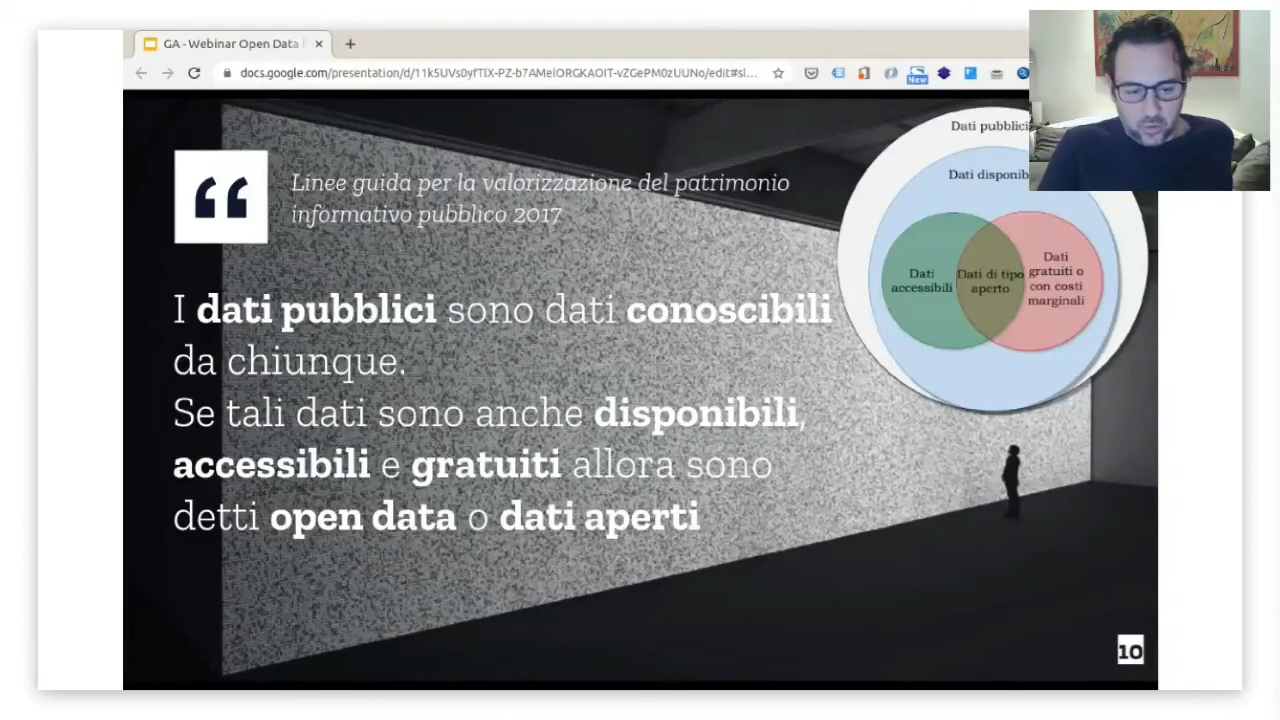 GA - Webinar Open Data
docs.google.com/presentation/d/11k5UVs0yfTlX-PZ-b7AMelORGKAOIT-vZGePM0zUUNo/edit#sl...
New
“
Linee guida per la valorizzazione del patrimonio
informativo pubblico 2017
I dati pubblici sono dati conoscibili
da chiunque.
Se tali dati sono anche disponibili,
accessibili e gratuiti allora sono
detti open data o dati aperti
Dati pubblici
Dati disponib
Dati
accessibili
Dati di tipo
aperto
Dati
gratuiti o
con costi
marginali
10